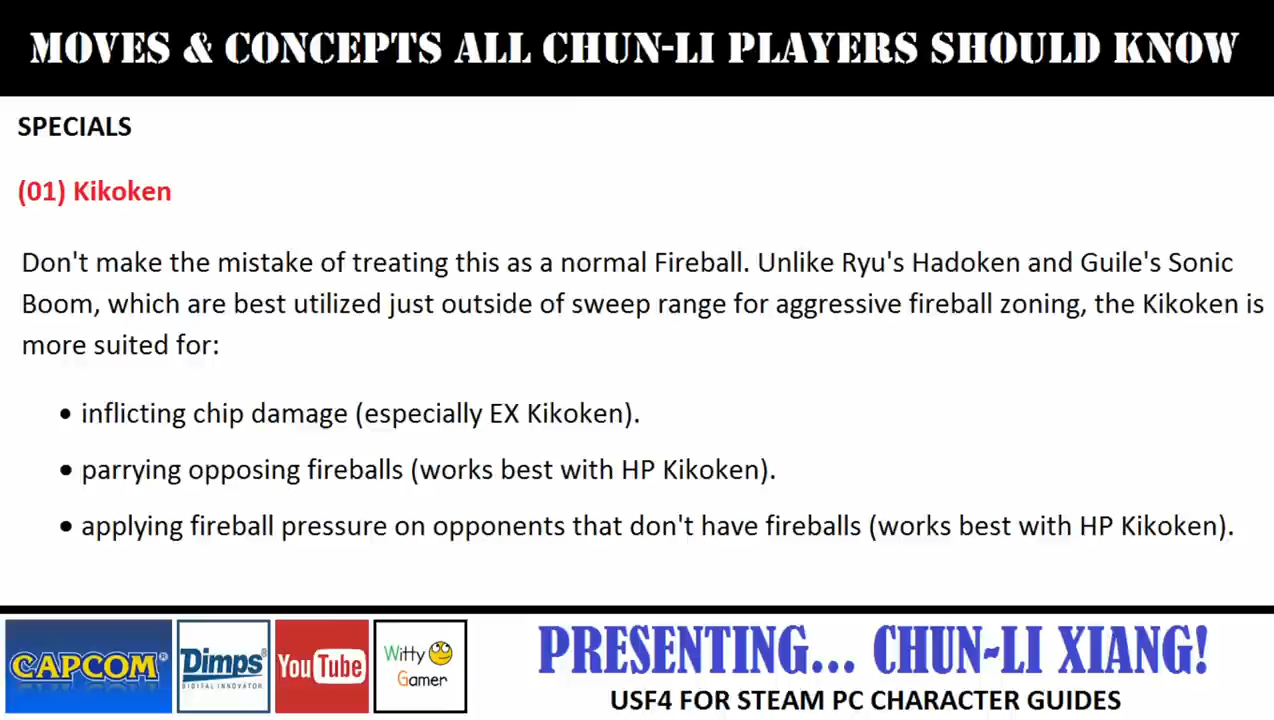 MOVES & CONCEPTS ALL CHUN-LI PLAYERS SHOULD KNOW
SPECIALS
(01) Kikoken
Don't make the mistake of treating this as a normal Fireball. Unlike Ryu's Hadoken and Guile's Sonic
Boom, which are best utilized just outside of sweep range for aggressive fireball zoning, the Kikoken is
more suited for:
• inflicting chip damage (especially EX Kikoken).
• parrying opposing fireballs (works best with HP Kikoken).
• applying fireball pressure on opponents that don't have fireballs (works best with HP Kikoken).
CAPCOM®
Dimps®
DIGITAL INNOVATOR
YouTube
Witty
Gamer
PRESENTING... CHUN-LI XIANG!
USF4 FOR STEAM PC CHARACTER GUIDES